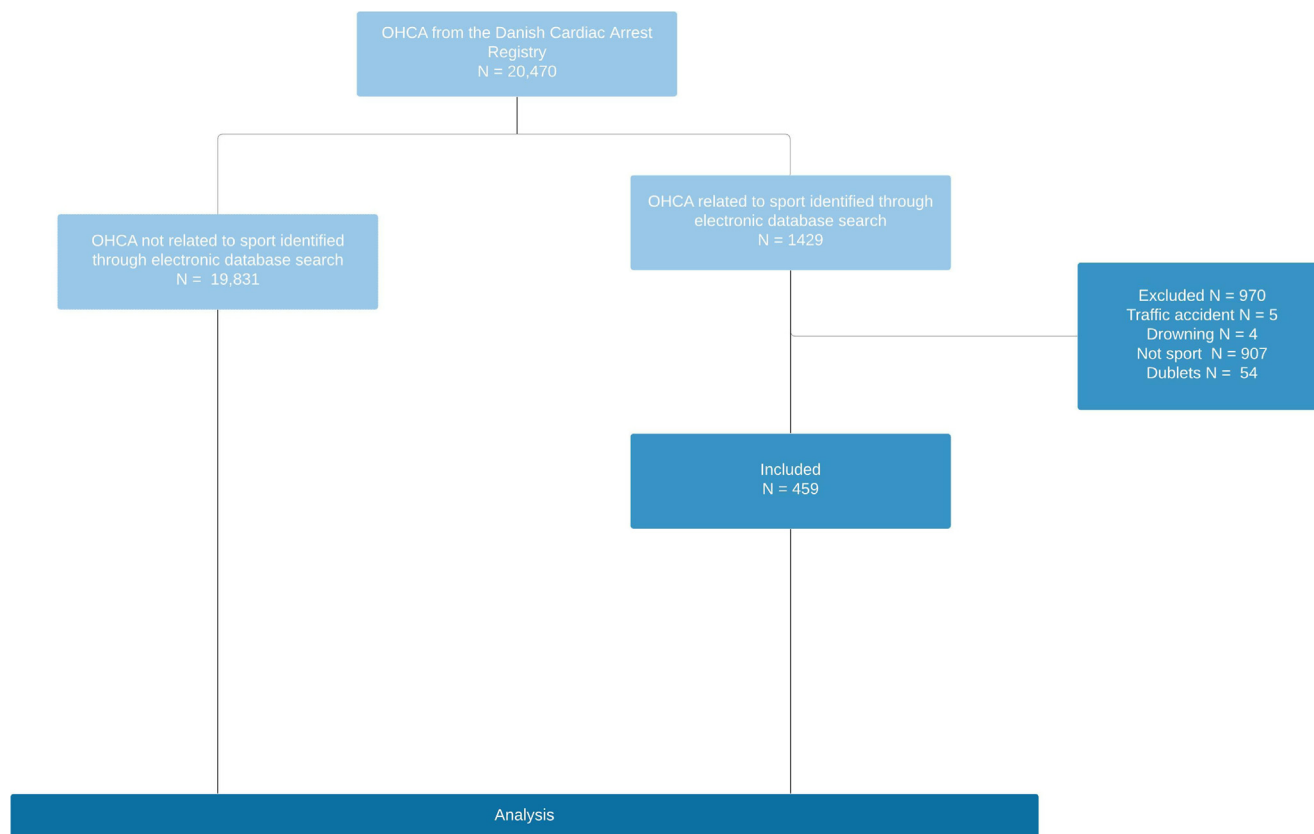 OHCA from the Danish Cardiac Arrest
Registry
N = 20,470
OHCA related to sport identified through
electronic database search
N = 1429
OHCA not related to sport identified
through electronic database search
N = 19,831
Excluded N = 970
Traffic accident N = 5
Drowning N = 4
Not sport N = 907
Dublets N = 54
Included
N = 459
Analysis